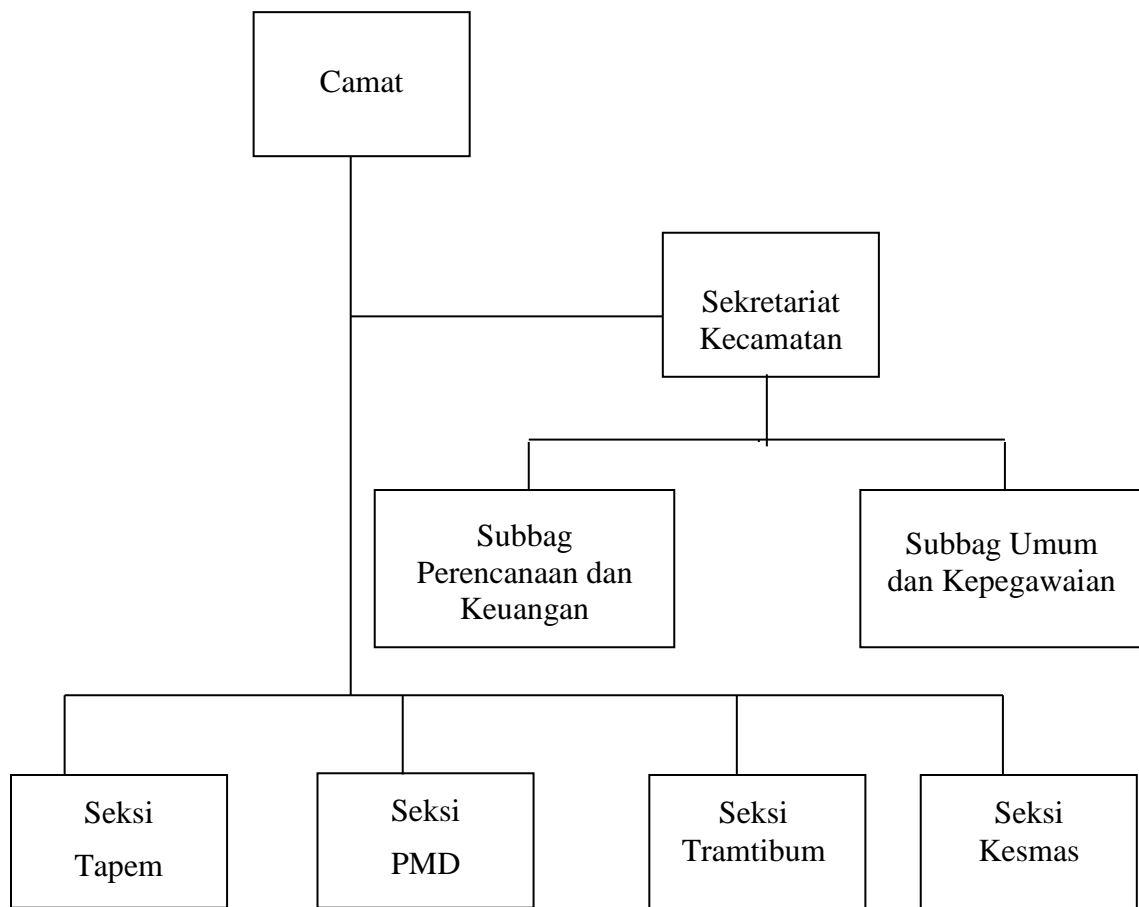 Camat
Sekretariat
Kecamatan
Subbag
Perencanaan dan
Keuangan
Subbag Umum
dan Kepegawaian
Seksi
Tapem
Seksi
PMD
Seksi
Tramtibum
Seksi
Kesmas